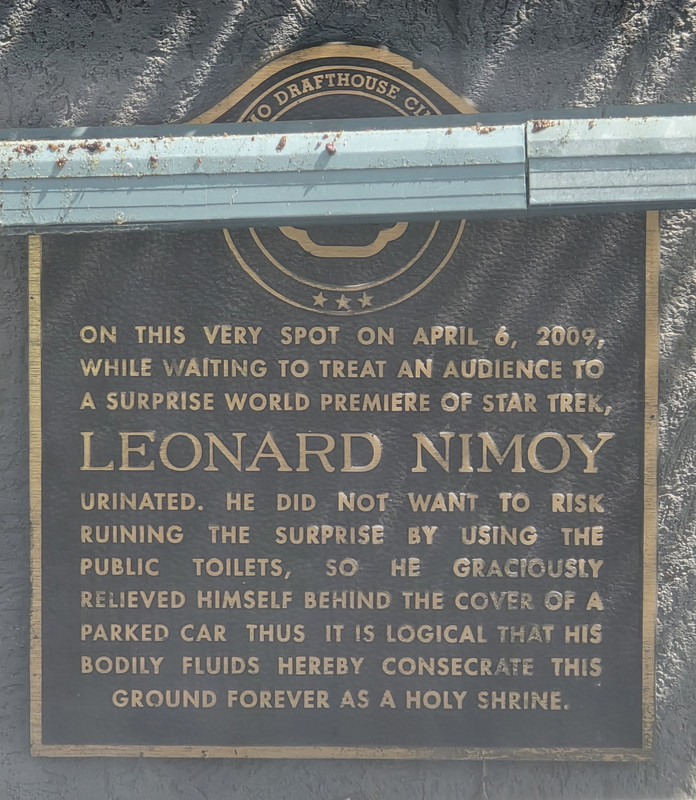 DRAFTHOUSE
ON THIS VERY SPOT ON APRIL 6, 2009,
WHILE WAITING TO TREAT AN AUDIENCE TO
A SURPRISE WORLD PREMIERE OF STAR TREK,
LEONARD NIMOY
URINATED. HE DID NOT WANT TO RISK
RUINING THE SURPRISE BY USING THE
PUBLIC TOILETS, SO HE GRACIOUSLY
RELIEVED HIMSELF BEHIND THE COVER OF A
PARKED CAR THUS IT IS LOGICAL THAT HIS
BODILY FLUIDS HEREBY CONSECRATE THIS
GROUND FOREVER AS A HOLY SHRINE.